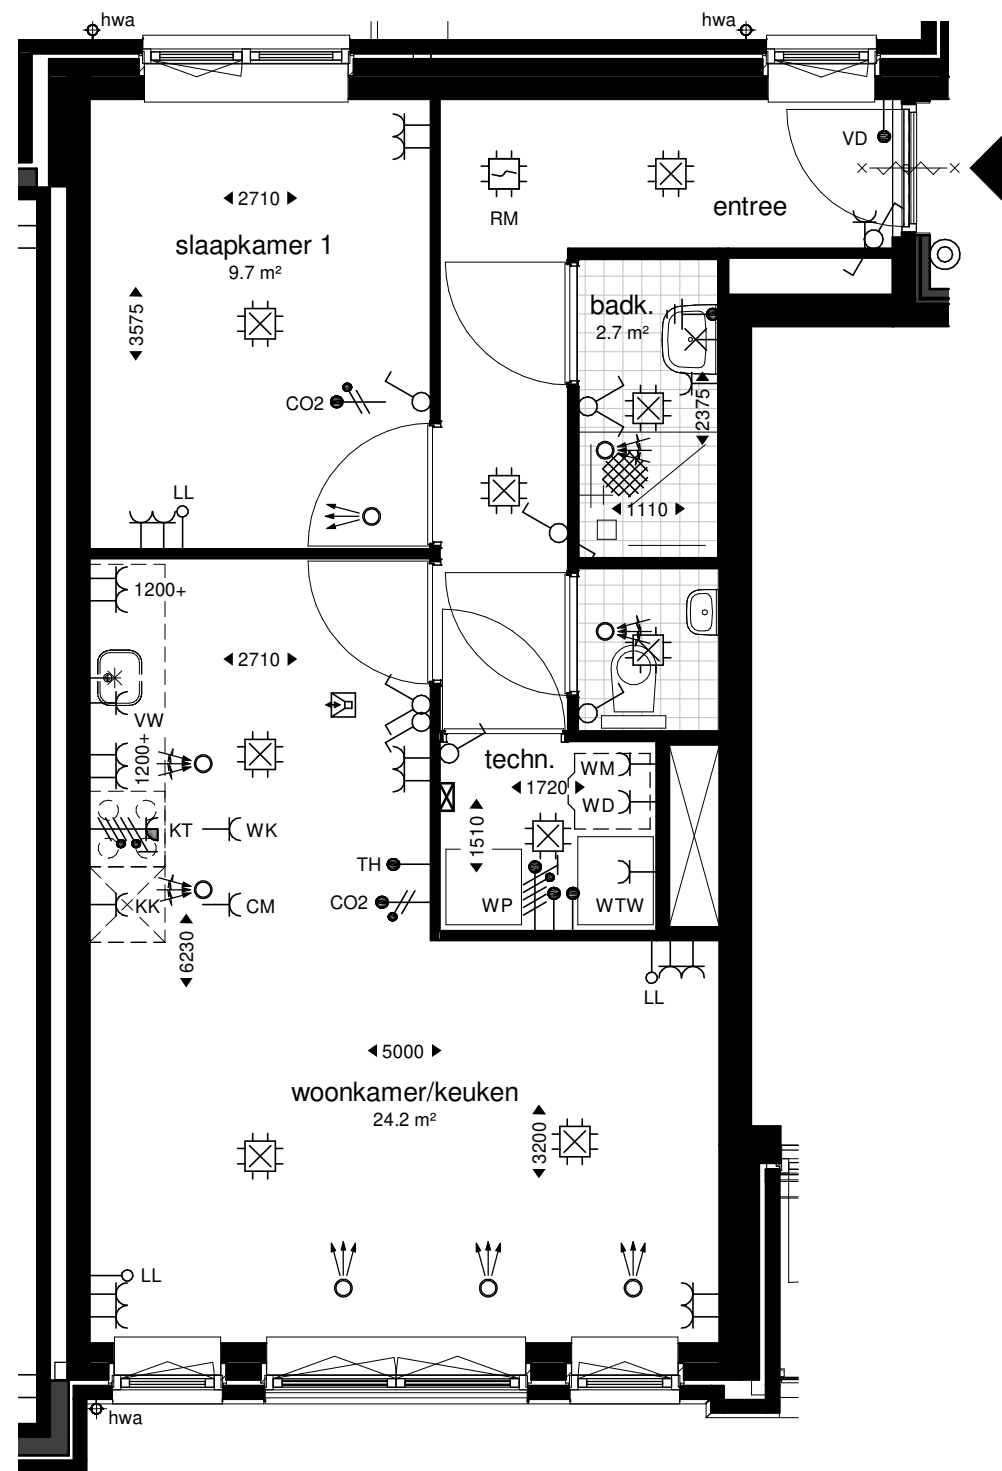 hwa
hwa
VD
2710
RM
entree
slaapkamer 1
9.7 m²
badk.
2.7 m²
3575
CO2
2375
LL
1110
1200+
2710
VW
1200+
techn.
WM
1720
WD
KT
WK
1510
TH
KK
CM
CO2
WP
WTW
6230
LL
5000
woonkamer/keuken
24.2 m²
3200
LL
hwa